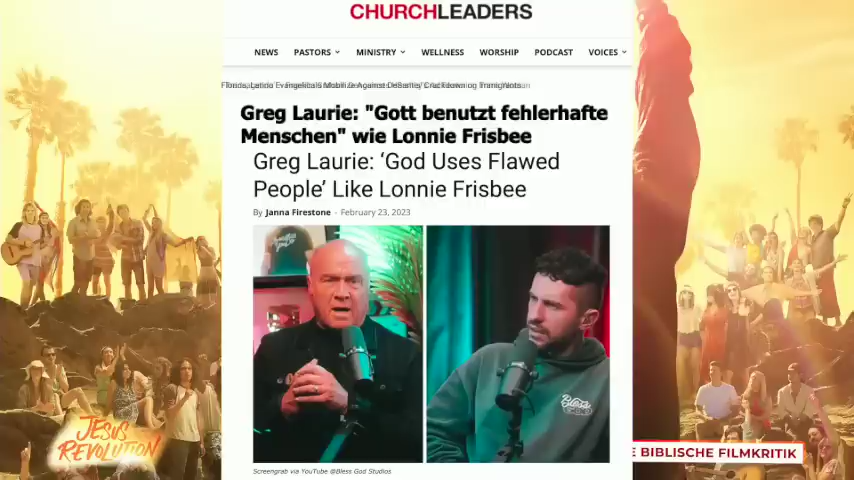 CHURCHLEADERS
NEWS PASTORS MINISTRY WELLNESS WORSHIP PODCAST VOICES
Greg Laurie: "Gott benutzt fehlerhafte
Menschen" wie Lonnie Frisbee
Greg Laurie: ‘God Uses Flawed
People’ Like Lonnie Frisbee
By Janna Firestone - February 23, 2023
Bless
JESUS
REVOLUTION
E BIBLISCHE FILMKRITIK
Screengrab via YouTube @Bless God Studios